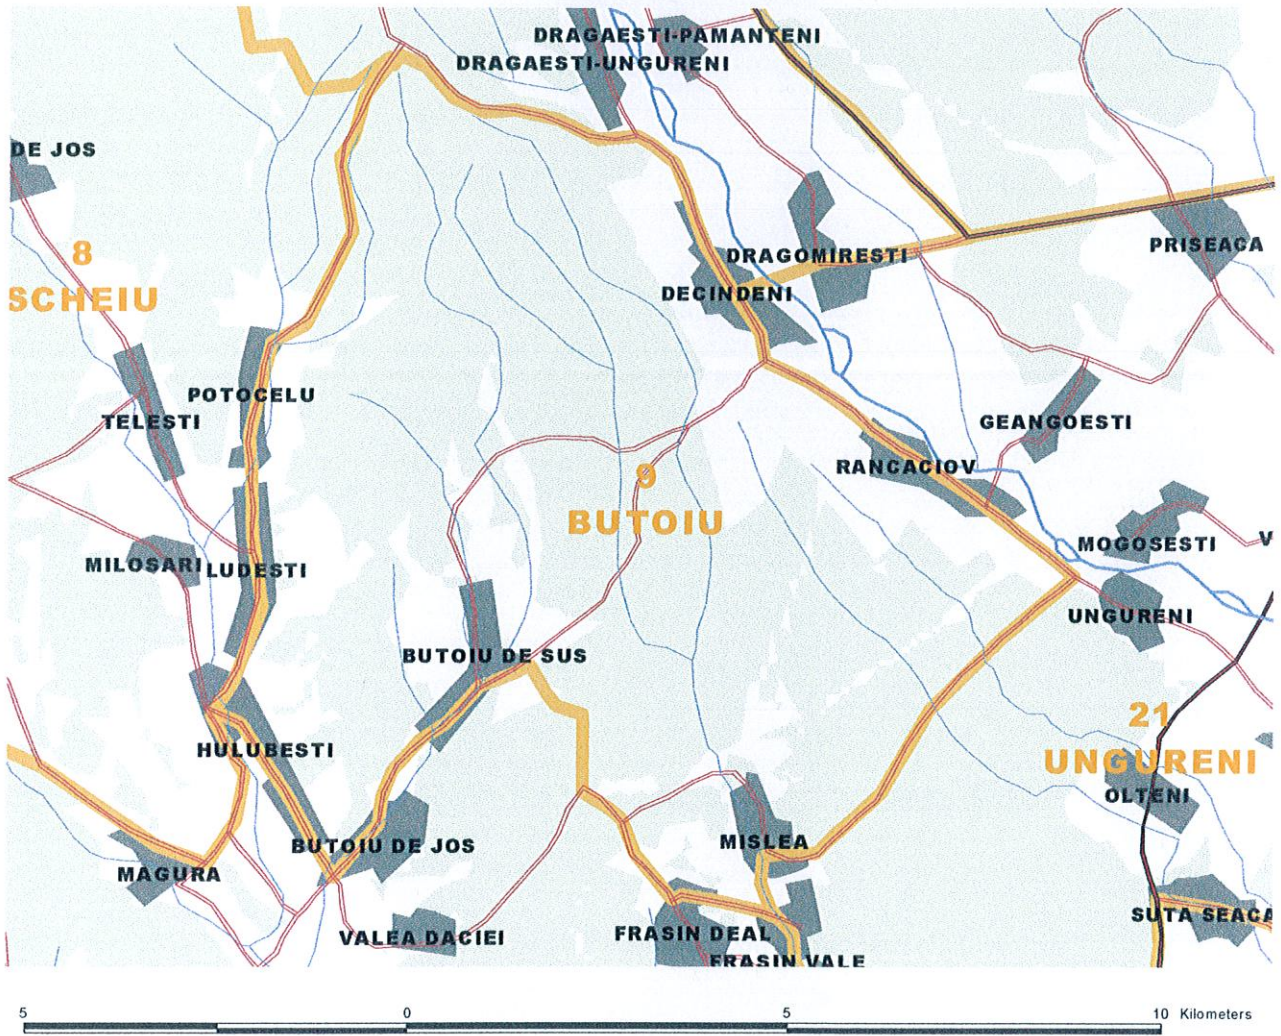 DRAGAESTI-PAMANTENI
DRAGAESTI-UNGURENI
DE JOS
8
SCHEIU
PRISEACA
DRAGOMIRESTI
DECINDENI
POTOCELU
TELESTI
GEANGOESTI
RANCACIOV
9
BUTOIU
MOGOSESTI
V
MILOSARI
LUDESTI
UNGURENI
BUTOIU DE SUS
21
UNGURENI
HULUBESTI
OLTENI
MISLEA
BUTOIU DE JOS
MAGURA
SUTA SEACA
VALEA DACIEI
FRASIN DEAL
FRASIN VALE
5 0 5 10 Kilometers